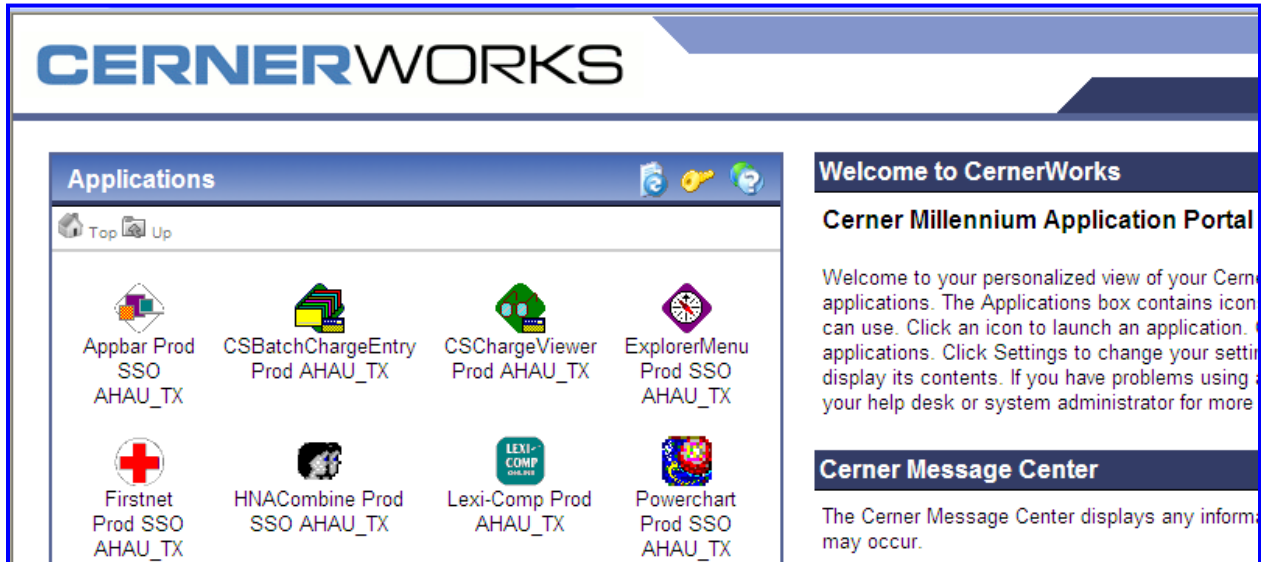 CERNERWORKS
Applications
Top Up
Appbar Prod
SSO
AHAU_TX
CSBatchChargeEntry
Prod AHAU_TX
CSChargeViewer
Prod AHAU_TX
ExplorerMenu
Prod SSO
AHAU_TX
Firstnet
Prod SSO
AHAU_TX
HNACombine Prod
SSO AHAU_TX
LEXI-
COMP
ONLINE
Lexi-Comp Prod
AHAU_TX
Powerchart
Prod SSO
AHAU_TX
Welcome to CernerWorks
Cerner Millennium Application Portal
Welcome to your personalized view of your
applications. The Applications box contains
can use. Click an icon to launch an application.
applications. Click Settings to change your
display its contents. If you have problems using
your help desk or system administrator for more
Cerner Message Center
The Cerner Message Center displays any
may occur.